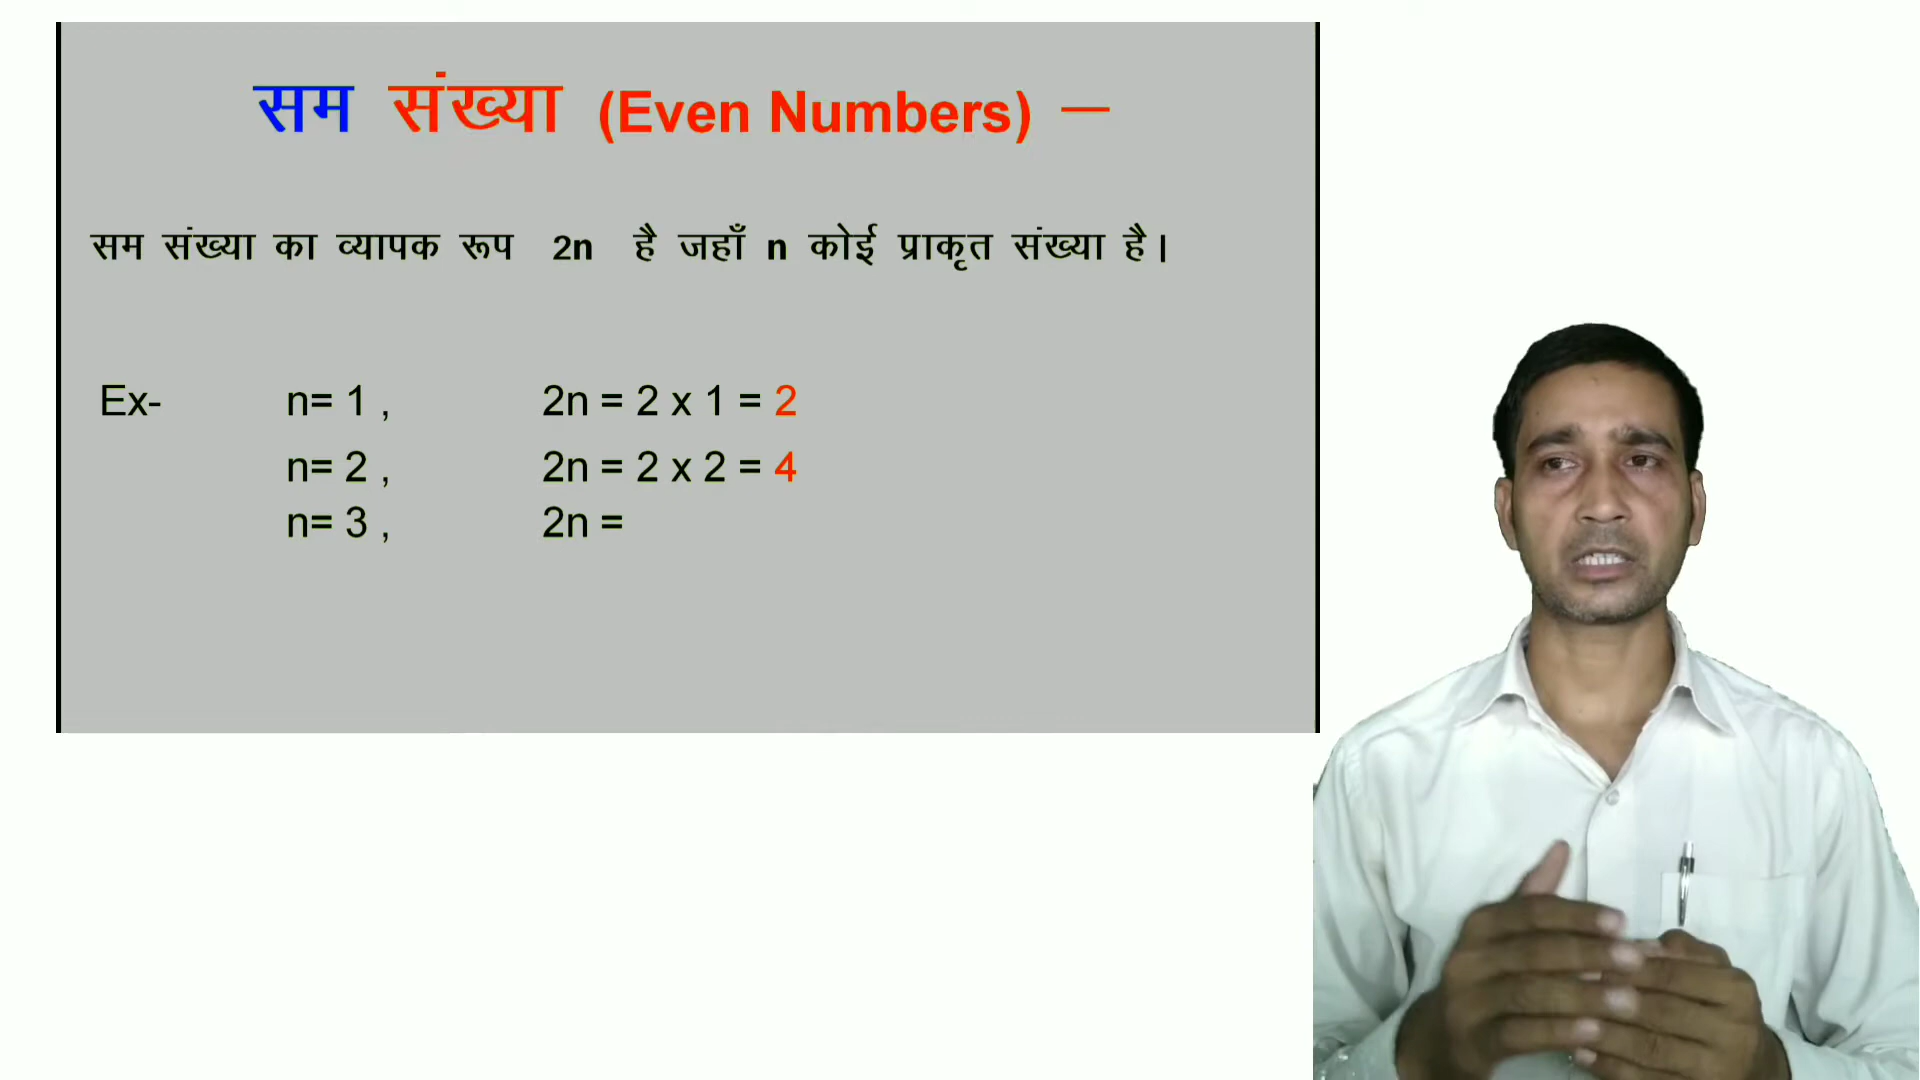 सम संख्या (Even Numbers) —
सम संख्या का व्यापक रूप 2n है जहाँ n कोई प्राकृत संख्या है।
Ex- n= 1 , 2n = 2 x 1 = 2
n= 2 , 2n = 2 x 2 = 4
n= 3 , 2n =